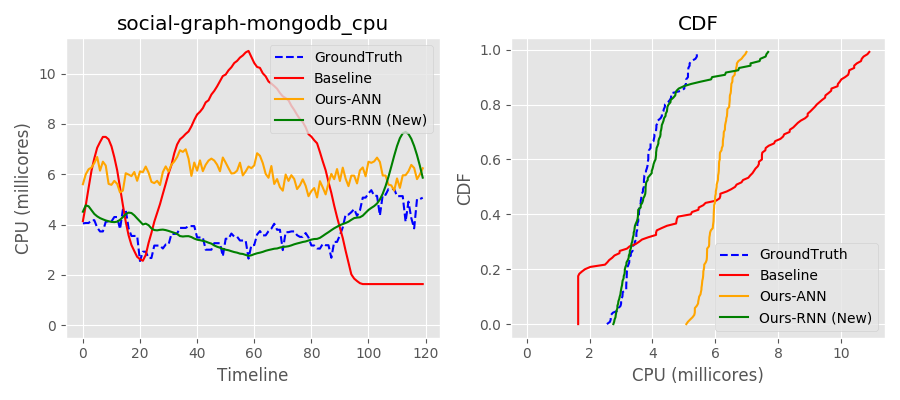 social-graph-mongodb_cpu
CPU (millicores)
10
8
6
4
2
0
0 20 40 60 80 100 120
Timeline
GroundTruth
Baseline
Ours-ANN
Ours-RNN (New)
CDF
CDF
1.0
0.8
0.6
0.4
0.2
0.0
0 2 4 6 8 10
CPU (millicores)
GroundTruth
Baseline
Ours-ANN
Ours-RNN (New)